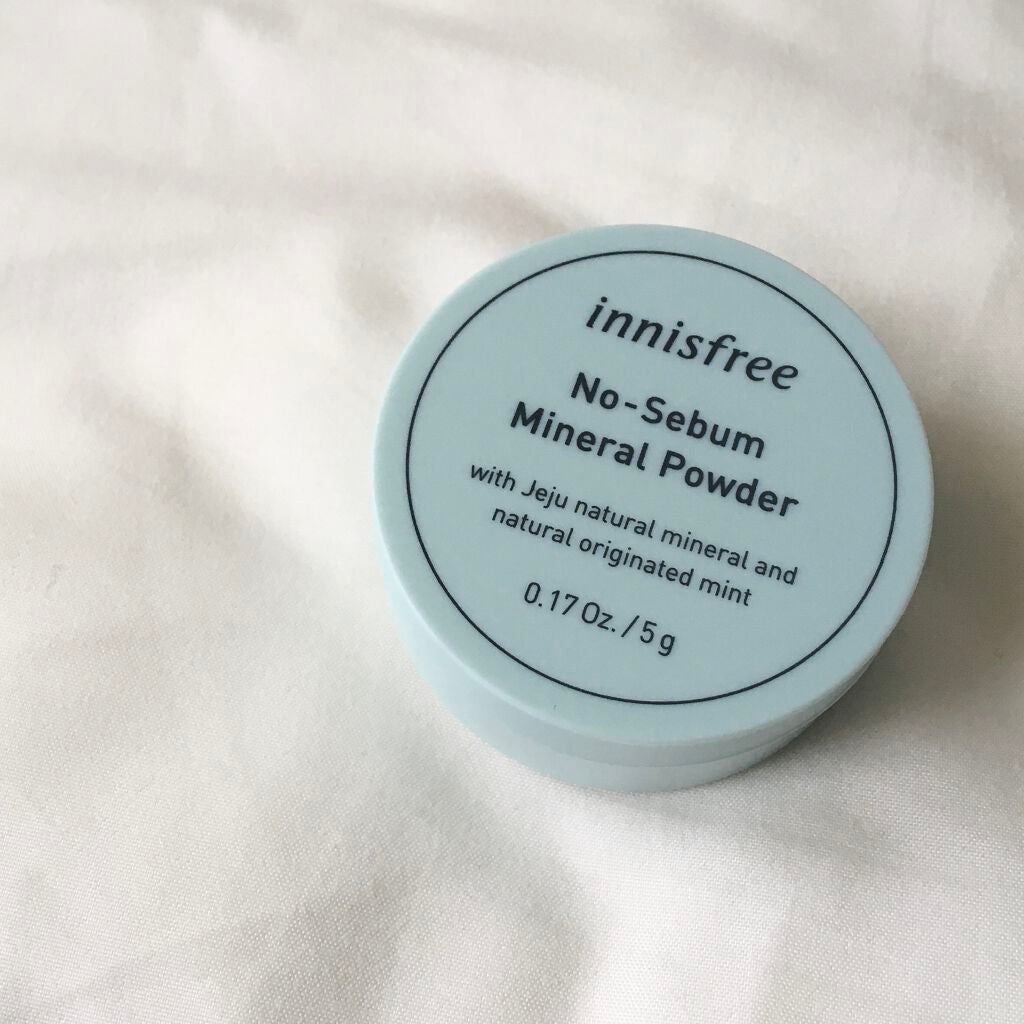 innisfree
No-Sebum
Mineral Powder
with Jeju natural mineral and
natural originated mint
0.17 Oz. / 5 g